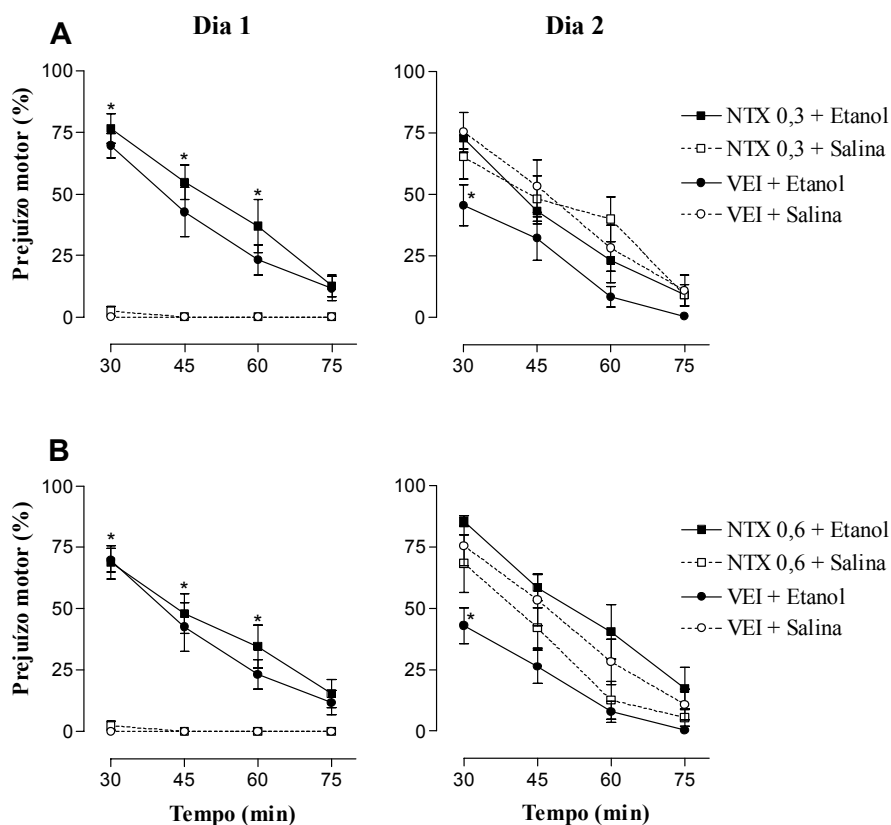 Dia 1
Dia 2
A
Prejuízo motor (%)
100
75
50
25
0
30 45 60 75
* * *
100
75
50
25
0
30 45 60 75
*
NTX 0,3 + Etanol
NTX 0,3 + Salina
VEI + Etanol
VEI + Salina
B
Prejuízo motor (%)
100
75
50
25
0
30 45 60 75
* * *
Tempo (min)
100
75
50
25
0
30 45 60 75
*
Tempo (min)
NTX 0,6 + Etanol
NTX 0,6 + Salina
VEI + Etanol
VEI + Salina